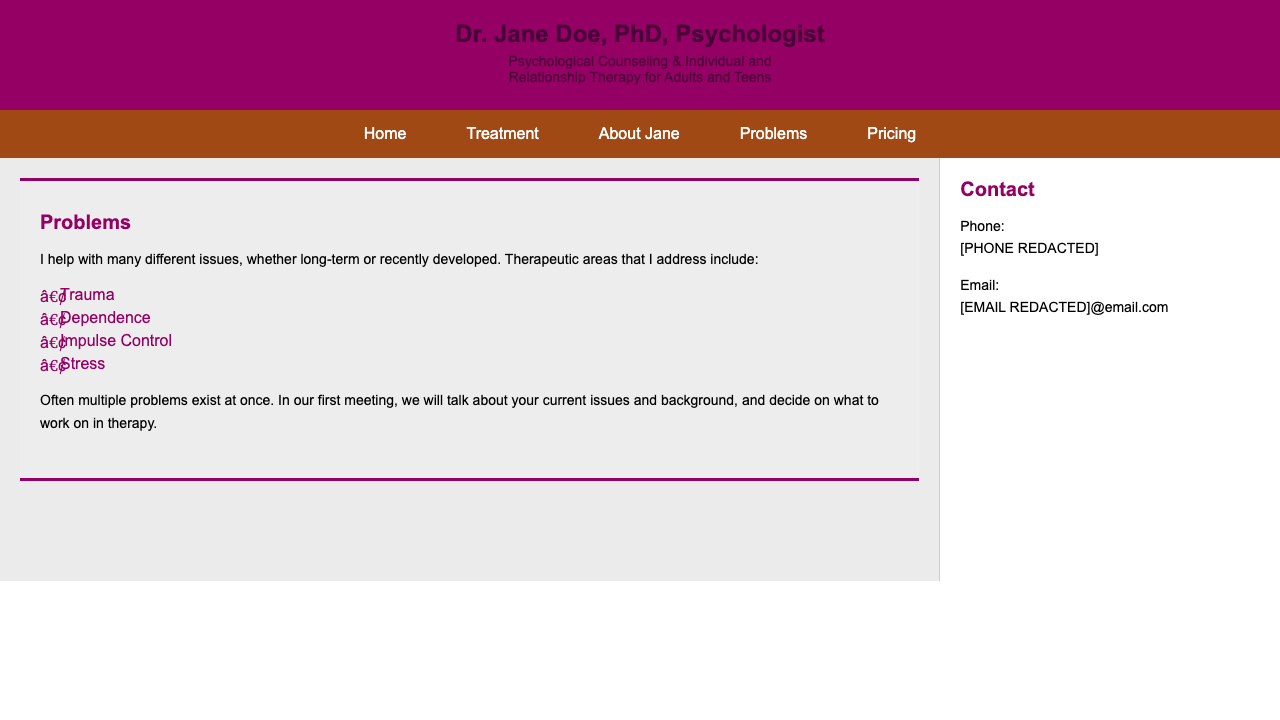 Dr. Jane Doe, PhD, Psychologist
Psychological Counseling & Individual and
Relationship Therapy for Adults and Teens
Home Treatment About Jane Problems Pricing
Problems
I help with many different issues, whether long-term or recently developed. Therapeutic areas that I address include:
â€¢ Trauma
â€¢ Dependence
â€¢ Impulse Control
â€¢ Stress
Often multiple problems exist at once. In our first meeting, we will talk about your current issues and background, and decide on what to
work on in therapy.
Contact
Phone:
[PHONE REDACTED]
Email:
[EMAIL REDACTED]@email.com